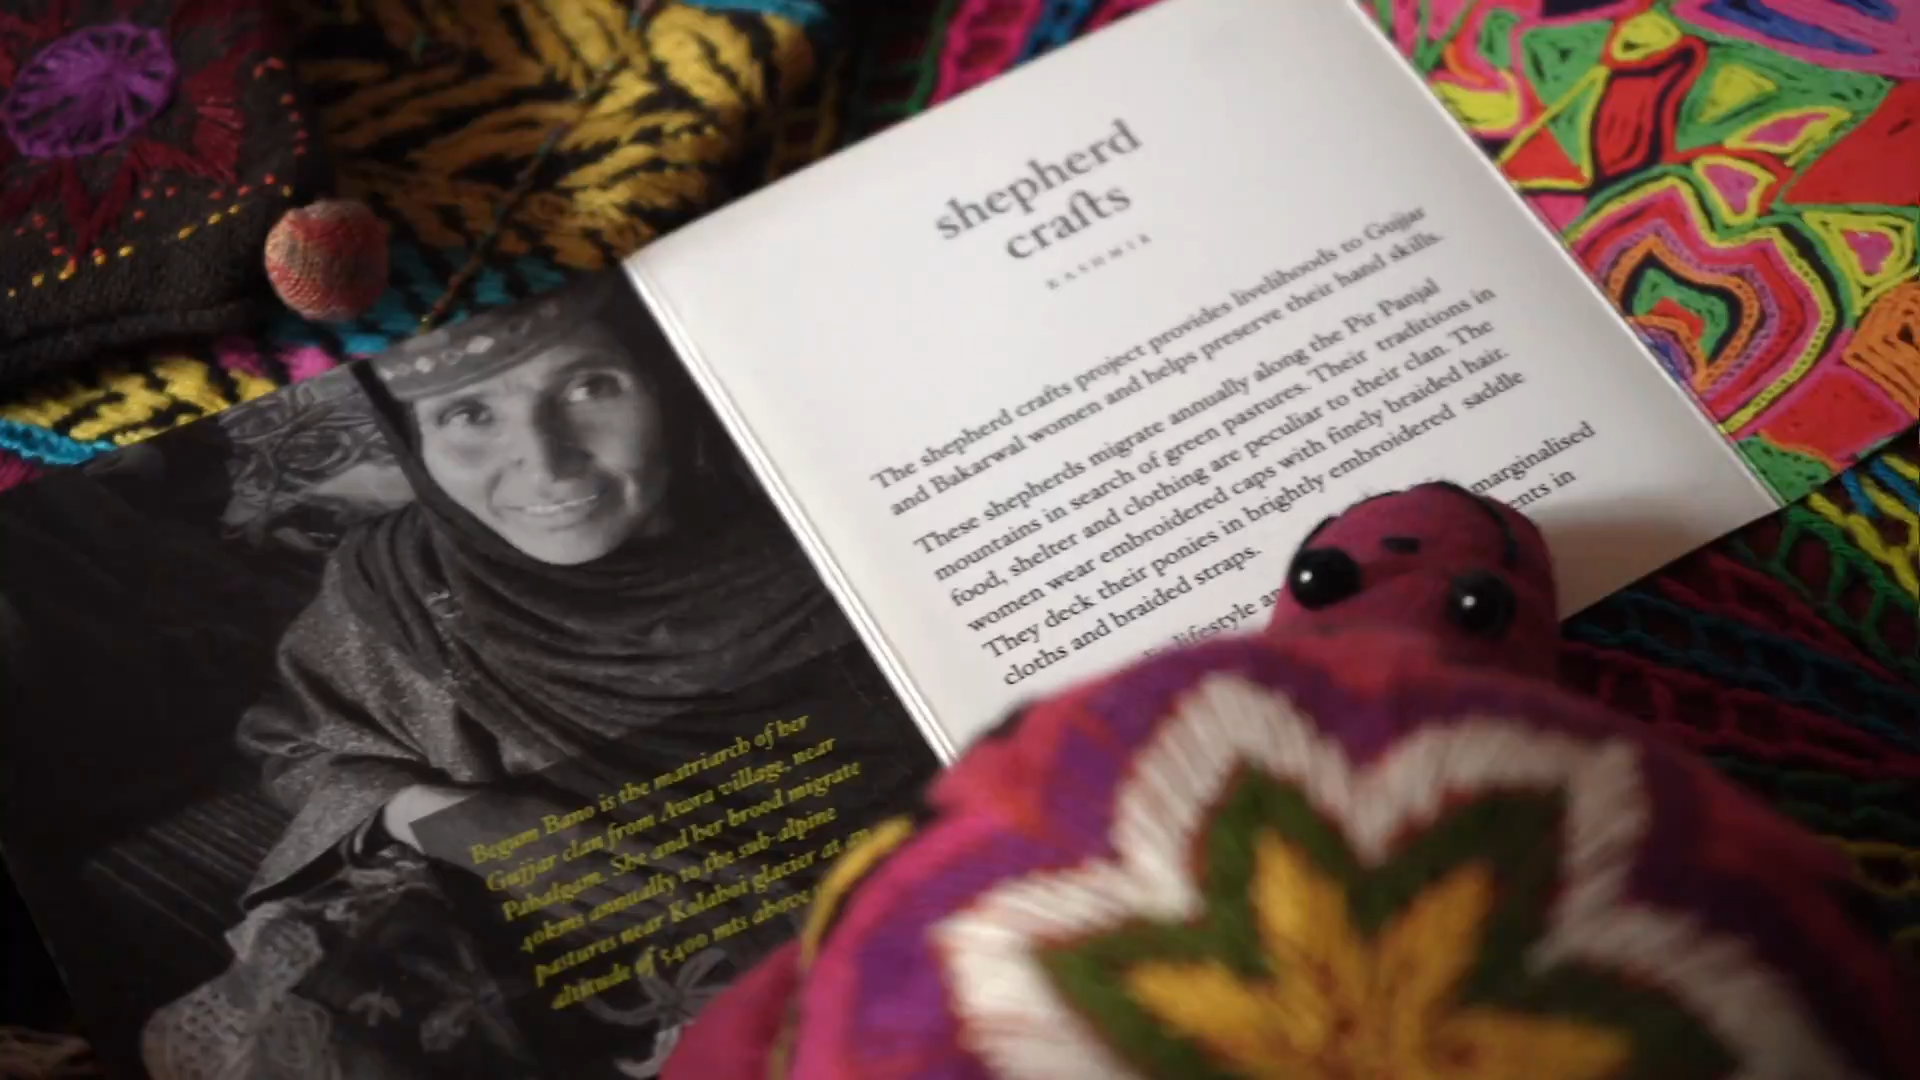 Begum Bano is the matriarch of her
Gujjar clan from Awra village, near
Pahalgam. She and her brood migrate
40kms annually to the sub-alpine
pastures near Kolahoi glacier at an
altitude of 5400 mts above
shepherd
crafts
KASHMIR
The shepherd crafts project provides livelihoods to Gujjar
and Bakarwal women and helps preserve their hand skills.
These shepherds migrate annually along the Pir Panjal
mountains in search of green pastures. Their traditions in
food, shelter and clothing are peculiar to their clan. The
women wear embroidered caps with finely braided hair.
They deck their ponies in brightly embroidered saddle
cloths and braided straps.
marginalised
lifestyle
in